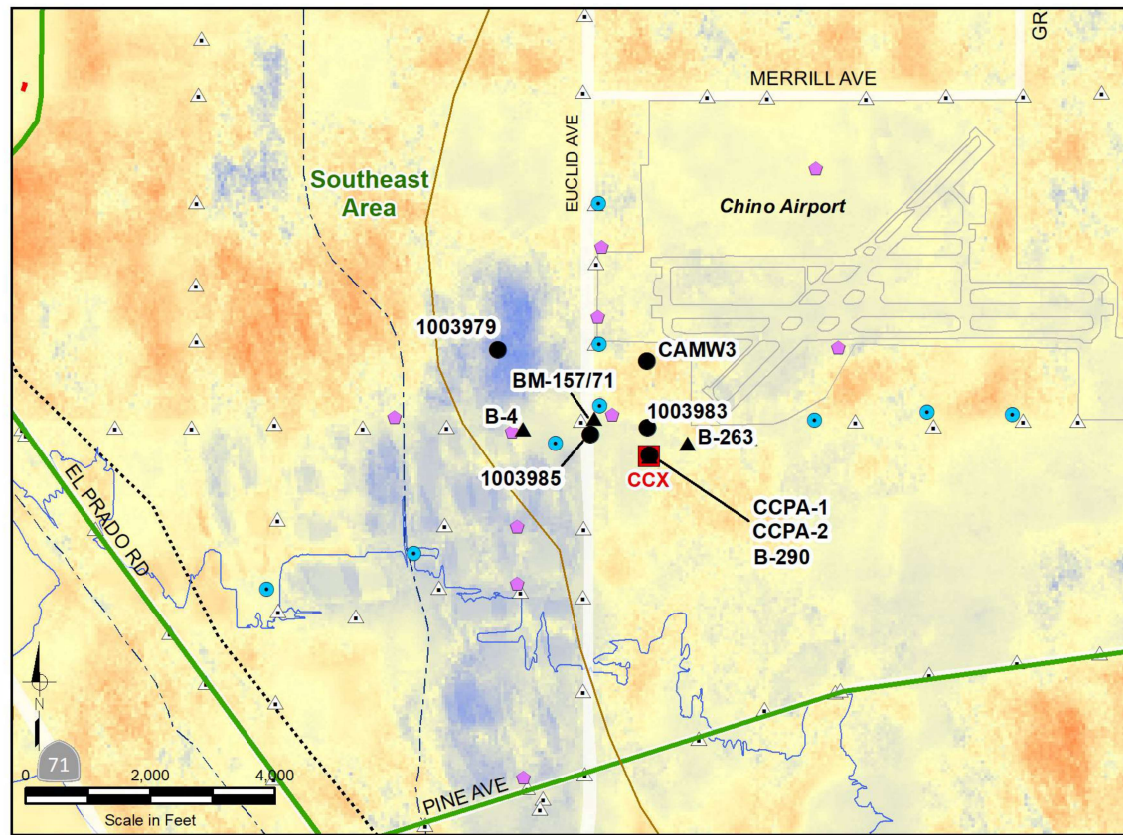 GR
MERRILL AVE
EUCLID AVE
Southeast
Area
Chino Airport
1003979
CAMW3
BM-157/71
B-4
1003983
B-263
1003985
CCX
CCPA-1
CCPA-2
B-290
EL PRADO RD
N
71
0 2,000 4,000
Scale in Feet
PINE AVE